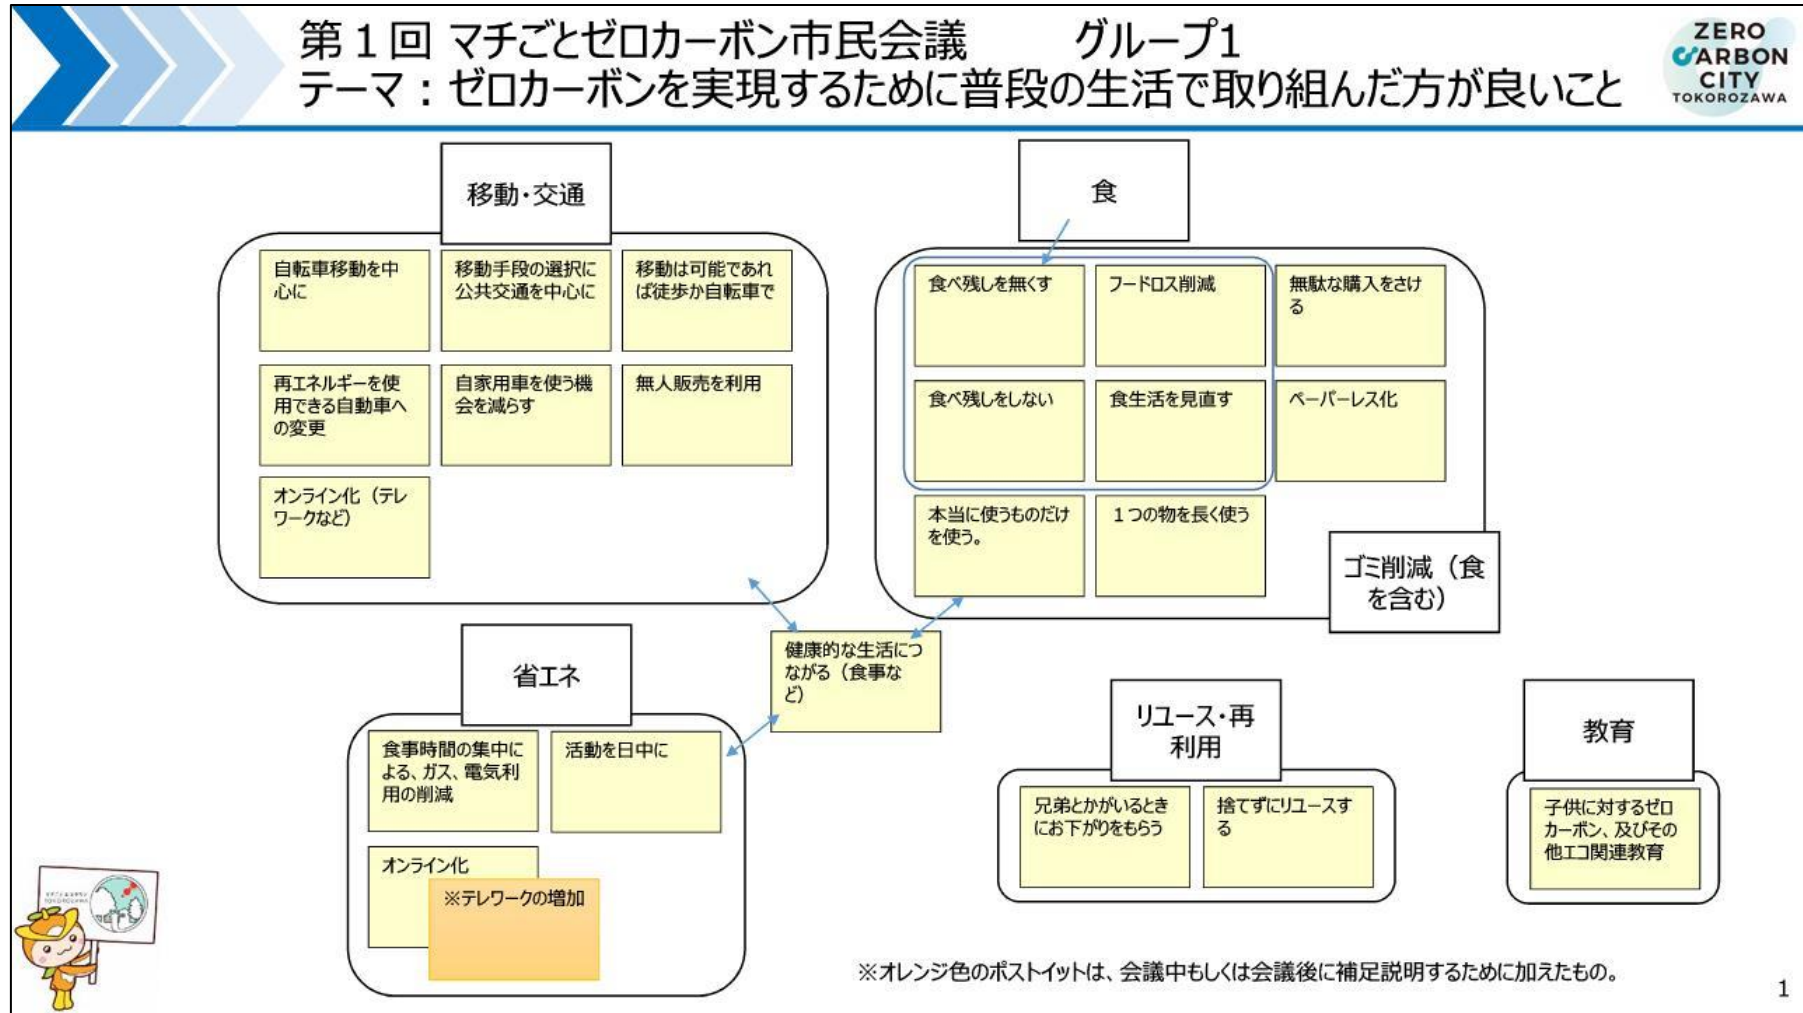 第１回 マチごとゼロカーボン市民会議　　グループ1
テーマ：ゼロカーボンを実現するために普段の生活で取り組んだ方が良いこと
ZERO
CARBON
CITY
TOKOROZAWA
移動・交通
自転車移動を中
心に
移動手段の選択に
公共交通を中心に
移動は可能であれ
ば徒歩か自転車で
再エネルギーを使
用できる自動車へ
の変更
自家用車を使う機
会を減らす
無人販売を利用
オンライン化（テレ
ワークなど）
食
食べ残しを無くす
フードロス削減
無駄な購入をさけ
る
食べ残しをしない
食生活を見直す
ペーパーレス化
本当に使うものだけ
を使う。
１つの物を長く使う
ゴミ削減（食
を含む）
健康的な生活につ
ながる（食事な
ど）
省エネ
食事時間の集中に
よる、ガス、電気利
用の削減
活動を日中に
オンライン化
※テレワークの増加
リユース・再
利用
兄弟とかがいるとき
にお下がりをもらう
捨てずにリユースす
る
教育
子供に対するゼロ
カーボン、及びその
他エコ関連教育
※オレンジ色のポストイットは、会議中もしくは会議後に補足説明するために加えたもの。
1